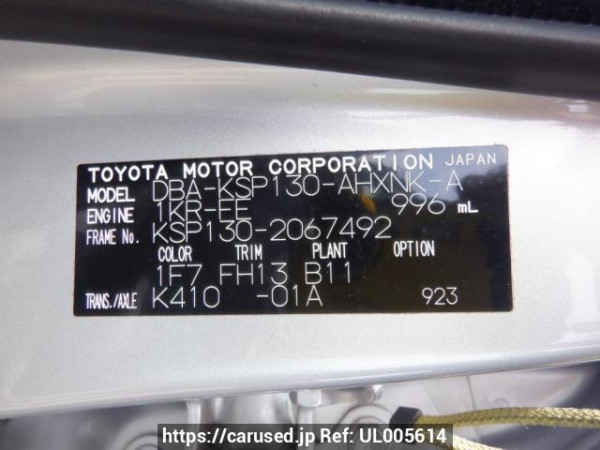 TOYOTA MOTOR CORPORATION JAPAN
MODEL DBA-KSP130-AHXNK-A
ENGINE 1KR-FE 996 mL
FRAME No. KSP130-2067492
COLOR TRIM PLANT OPTION
1F7 FH13 B11
TRANS./AXLE K410 -01A 923
https://carused.jp Ref: UL005614